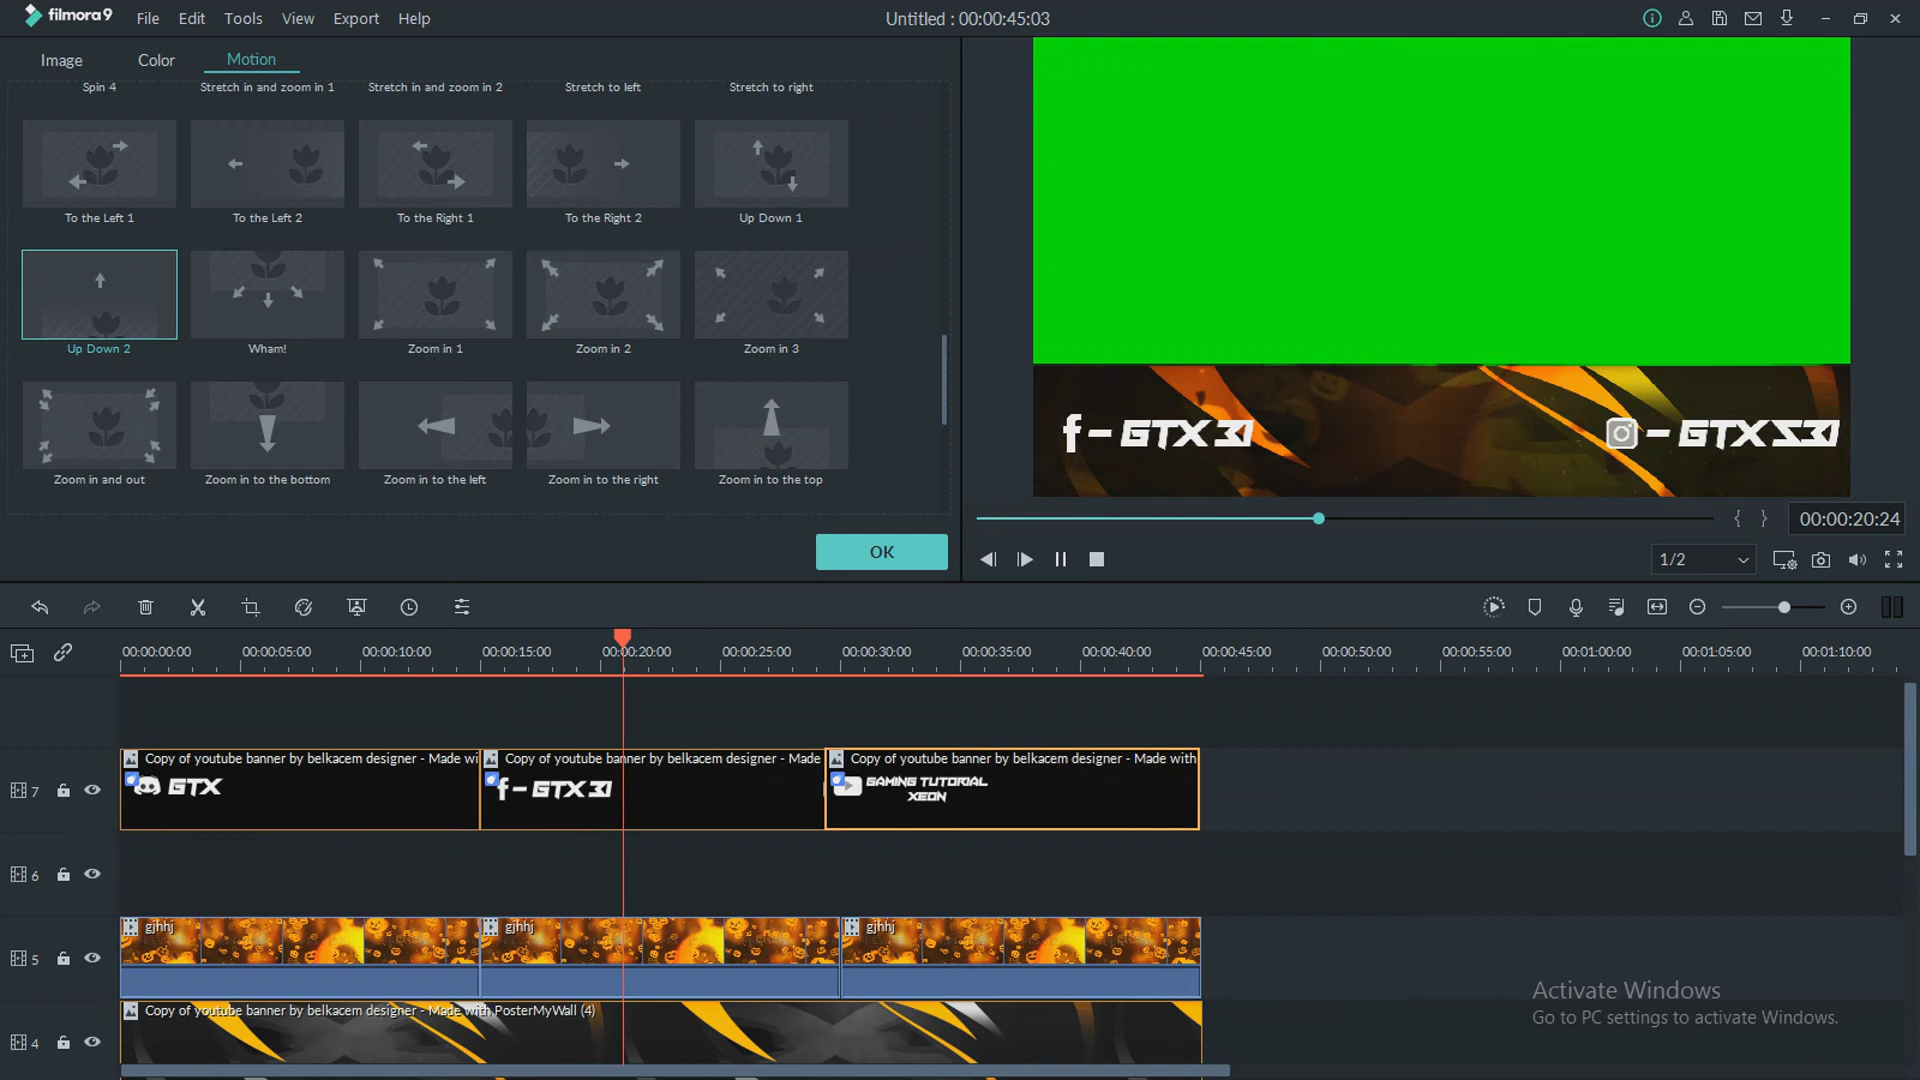 filmora9
File
Edit
Tools
View
Export
Help
Untitled : 00:00:45:03
Image
Color
Motion
Spin 4
Stretch in and zoom in 1
Stretch in and zoom in 2
Stretch to left
Stretch to right
To the Left 1
To the Left 2
To the Right 1
To the Right 2
Up Down 1
Up Down 2
Wham!
Zoom in 1
Zoom in 2
Zoom in 3
Zoom in and out
Zoom in to the bottom
Zoom in to the left
Zoom in to the right
Zoom in to the top
OK
f - GTX 31
- GTX S31
{ }
00:00:20:24
1/2
00:00:00:00
00:00:05:00
00:00:10:00
00:00:15:00
00:00:20:00
00:00:25:00
00:00:30:00
00:00:35:00
00:00:40:00
00:00:45:00
00:00:50:00
00:00:55:00
00:01:00:00
00:01:05:00
00:01:10:00
Copy of youtube banner by belkacem designer - Made wi
GTX
Copy of youtube banner by belkacem designer - Made
f - GTX 31
Copy of youtube banner by belkacem designer - Made with
GAMING TUTORIAL
XEON
7
6
gjhhj
gjhhj
gjhhj
5
Copy of youtube banner by belkacem designer - Made with PosterMyWall (4)
4
Activate Windows
Go to PC settings to activate Windows.